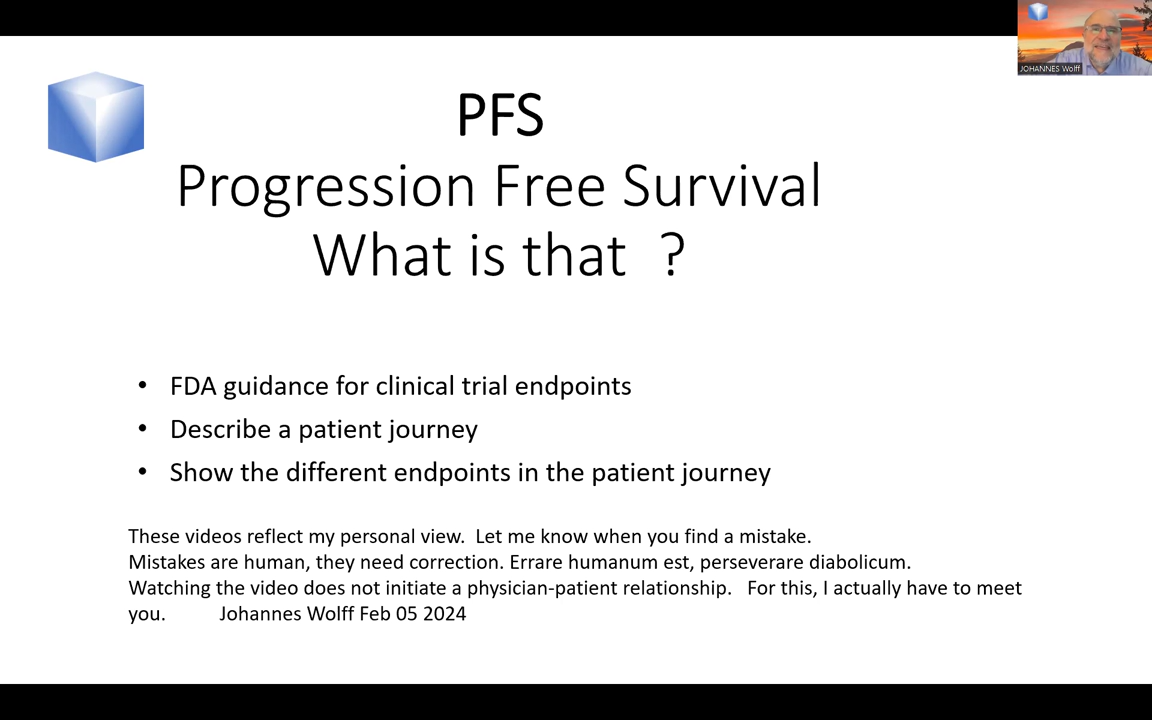 JOHANNES Wolff
PFS
Progression Free Survival
What is that ?
• FDA guidance for clinical trial endpoints
• Describe a patient journey
• Show the different endpoints in the patient journey
These videos reflect my personal view. Let me know when you find a mistake.
Mistakes are human, they need correction. Errare humanum est, perseverare diabolicum.
Watching the video does not initiate a physician-patient relationship. For this, I actually have to meet
you. Johannes Wolff Feb 05 2024